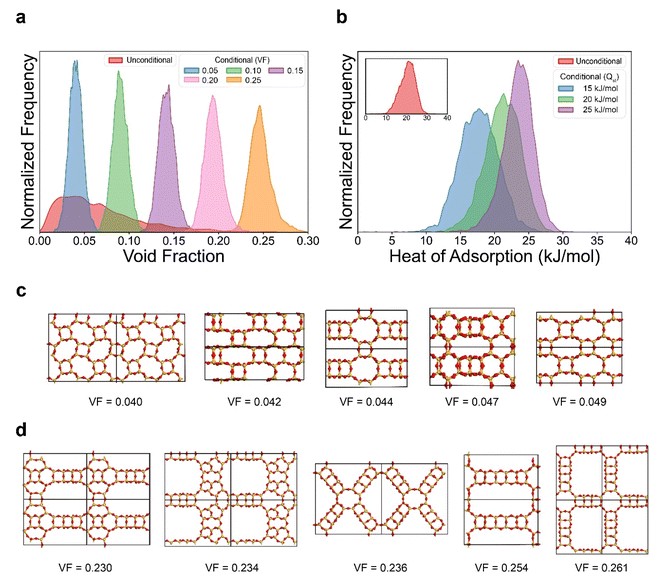 a
Normalized Frequency
Unconditional
Conditional (VF)
0.05 0.10 0.15
0.20 0.25
0.00 0.05 0.10 0.15 0.20 0.25 0.30
Void Fraction
b
Normalized Frequency
Unconditional
Conditional (Qst)
15 kJ/mol
20 kJ/mol
25 kJ/mol
0 10 20 30 40
0 5 10 15 20 25 30 35 40
Heat of Adsorption (kJ/mol)
c
VF = 0.040 VF = 0.042 VF = 0.044 VF = 0.047 VF = 0.049
d
VF = 0.230 VF = 0.234 VF = 0.236 VF = 0.254 VF = 0.261